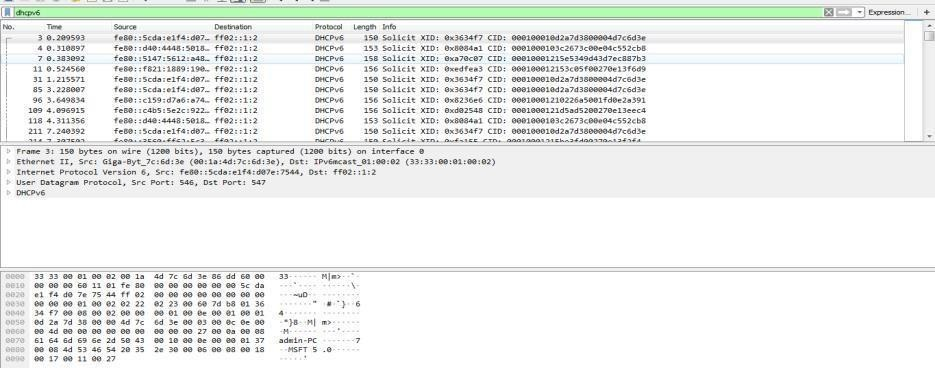 dhcpv6
Expression...
+
No. Time Source Destination Protocol Length Info
3 0.209593 fe80::5cda:e1f4:d07… ff02::1:2 DHCPv6 150 Solicit XID: 0x3634f7 CID: 000100010d2a7d3800004d7c6d3e
4 0.310897 fe80::d40:4448:5018… ff02::1:2 DHCPv6 153 Solicit XID: 0x8084a1 CID: 000100103c2673c00e04c552cb8
7 0.383092 fe80::5147:5612:a48… ff02::1:2 DHCPv6 158 Solicit XID: 0xa70c07 CID: 00010001215e5349d43d7ec887b3
11 0.524560 fe80::f821:1889:190… ff02::1:2 DHCPv6 156 Solicit XID: 0xedfea3 CID: 000100012153c05f00270e13f6d9
31 1.215571 fe80::5cda:e1f4:d07… ff02::1:2 DHCPv6 150 Solicit XID: 0x3634f7 CID: 000100010d2a7d3800004d7c6d3e
85 3.228007 fe80::5cda:e1f4:d07… ff02::1:2 DHCPv6 150 Solicit XID: 0x3634f7 CID: 000100010d2a7d3800004d7c6d3e
96 3.649834 fe80::c159:d7a6:a74… ff02::1:2 DHCPv6 156 Solicit XID: 0x8236e6 CID: 00010001210226a5001fd0e2a391
109 4.096915 fe80::c4b5:5e2c:922… ff02::1:2 DHCPv6 156 Solicit XID: 0xd02548 CID: 0001000121d5ad5200270e13eec4
118 4.311356 fe80::d40:4448:5018… ff02::1:2 DHCPv6 153 Solicit XID: 0x8084a1 CID: 000100103c2673c00e04c552cb8
211 7.240392 fe80::5cda:e1f4:d07… ff02::1:2 DHCPv6 150 Solicit XID: 0x3634f7 CID: 000100010d2a7d3800004d7c6d3e
Frame 3: 150 bytes on wire (1200 bits), 150 bytes captured (1200 bits) on interface 0
Ethernet II, Src: Giga-Byt_7c:6d:3e (00:1a:4d:7c:6d:3e), Dst: IPv6mcast_01:00:02 (33:33:00:01:00:02)
Internet Protocol Version 6, Src: fe80::5cda:e1f4:d07e:7544, Dst: ff02::1:2
User Datagram Protocol, Src Port: 546, Dst Port: 547
DHCPv6
0000 33 33 00 01 00 02 00 1a 4d 7c 6d 3e 86 dd 60 00 33······ M|m>··`·
0010 00 00 00 60 11 01 fe 80 00 00 00 00 00 00 5c da ···`···· ······\·
0020 e1 f4 d0 7e 75 44 ff 02 00 00 00 00 00 00 00 00 ···~uD·· ········
0030 00 00 00 01 00 02 02 22 02 23 00 60 7d b8 01 36 ·······" ·#·`}··6
0040 34 f7 00 08 00 02 00 00 00 01 00 0e 00 01 00 01 4······· ········
0050 0d 2a 7d 38 00 00 4d 7c 6d 3e 00 03 00 0c 0e 00 ·*}8··M| m>······
0060 00 4d 00 00 00 00 00 00 00 00 00 27 00 0a 00 08 ·M······ ···'····
0070 61 64 6d 69 6e 2d 50 43 00 10 00 0e 00 00 01 37 admin-PC ·······7
0080 00 08 4d 53 46 54 20 35 2e 30 00 06 00 08 00 18 ··MSFT 5 .0······
0090 00 17 00 11 00 27 ·····'